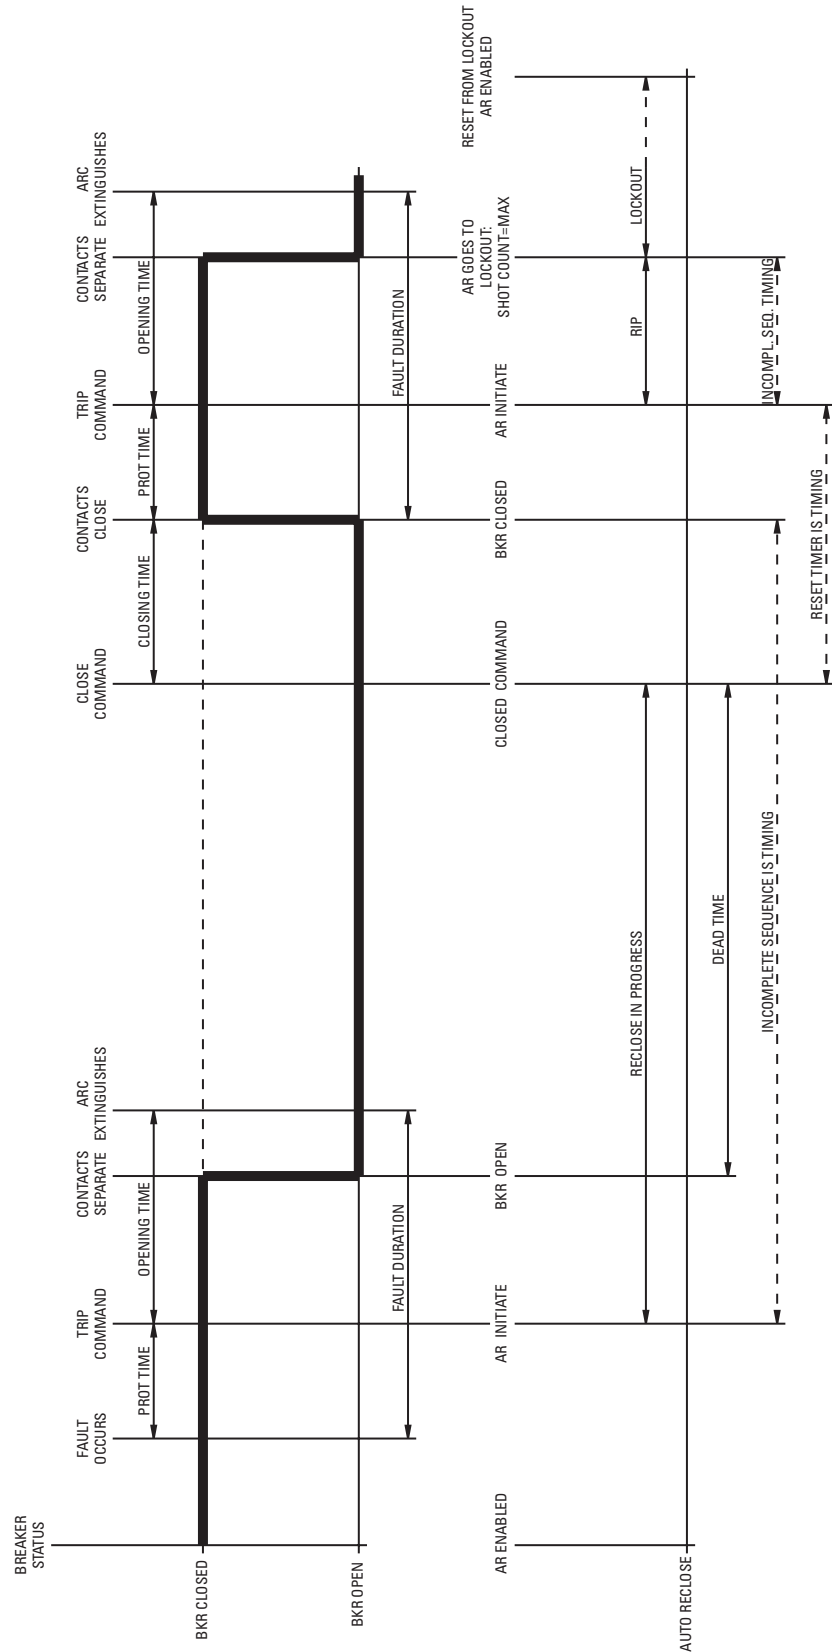 BREAKER
STATUS
FAULT
OCCURS
TRIP
COMMAND
CONTACTS
SEPARATE
ARC
EXTINGUISHES
CLOSE
COMMAND
CONTACTS
CLOSE
TRIP
COMMAND
CONTACTS
SEPARATE
ARC
EXTINGUISHES
PROT TIME
OPENING TIME
CLOSING TIME
PROT TIME
OPENING TIME
BKR CLOSED
BKR OPEN
FAULT DURATION
FAULT DURATION
AR ENABLED
AR INITIATE
BKR OPEN
CLOSED COMMAND
BKR CLOSED
AR INITIATE
AR GOES TO
LOCKOUT:
SHOT COUNT=MAX
RESET FROM LOCKOUT
AR ENABLED
RECLOSE IN PROGRESS
RIP
LOCKOUT
AUTO RECLOSE
DEAD TIME
INCOMPLETE SEQUENCE IS TIMING
INCOMPL. SEQ. TIMING
RESET TIMER IS TIMING